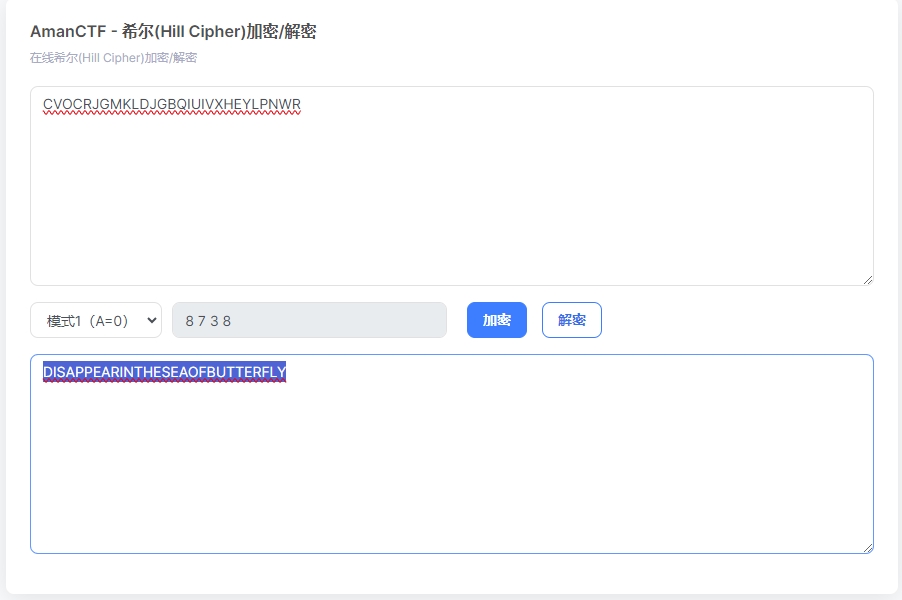 AmanCTF - 希尔(Hill Cipher)加密/解密
在线希尔(Hill Cipher)加密/解密
CVOCRJGMKLDJGBQIUIVXHEYLPNWR
模式1（A=0） 8 7 3 8 加密 解密
DISAPPEARINTHESEAOFBUTTERFLY